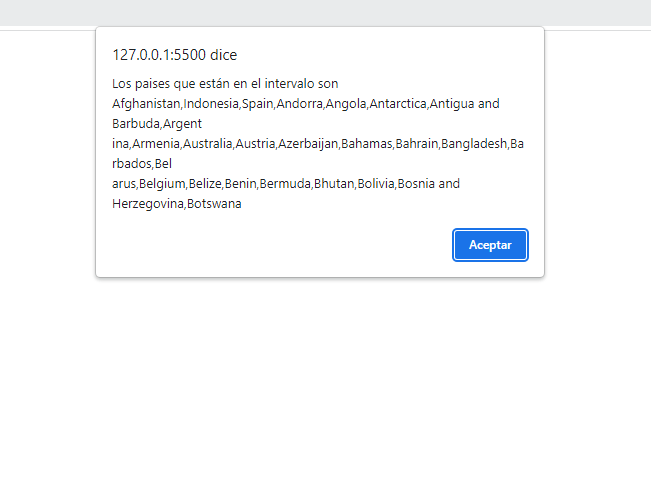 127.0.0.1:5500 dice
Los paises que están en el intervalo son
Afghanistan,Indonesia,Spain,Andorra,Angola,Antarctica,Antigua and
Barbuda,Argent
ina,Armenia,Australia,Austria,Azerbaijan,Bahamas,Bahrain,Bangladesh,Ba
rbados,Bel
arus,Belgium,Belize,Benin,Bermuda,Bhutan,Bolivia,Bosnia and
Herzegovina,Botswana
Aceptar